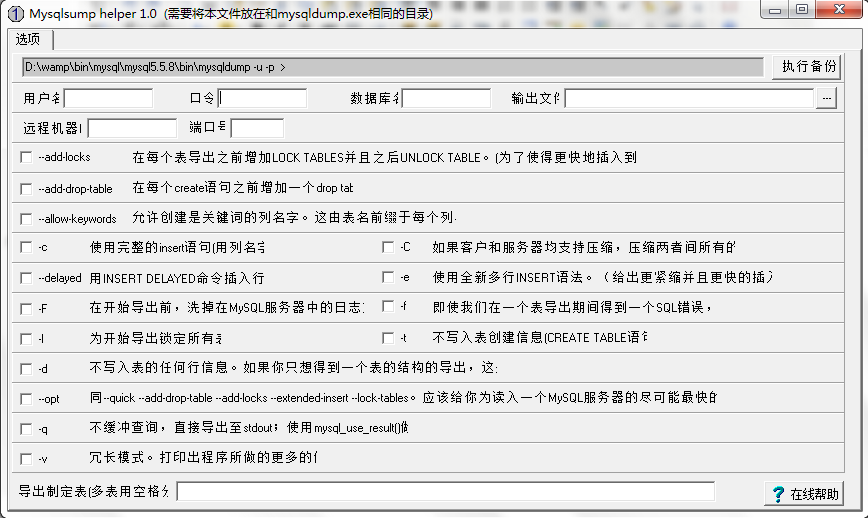 Mysqlsump helper 1.0 (需要将本文件放在和mysqldump.exe相同的目录)
选项
D:\wamp\bin\mysql\mysql5.5.8\bin\mysqldump -u -p > 执行备份
用户名 口令 数据库名 输出文件 ...
远程机器I 端口号
--add-locks 在每个表导出之前增加LOCK TABLES并且之后UNLOCK TABLE。(为了使得更快地插入到
--add-drop-table 在每个create语句之前增加一个drop tab
--allow-keywords 允许创建是关键词的列名字。这由表名前缀于每个列.
-c 使用完整的insert语句(用列名字 -C 如果客户和服务器均支持压缩，压缩两者间所有的
--delayed 用INSERT DELAYED命令插入行 -e 使用全新多行INSERT语法。（给出更紧缩并且更快的插入
-F 在开始导出前，洗掉在MySQL服务器中的日志文 -f 即使我们在一个表导出期间得到一个SQL错误，
-l 为开始导出锁定所有表 -t 不写入表创建信息(CREATE TABLE语句
-d 不写入表的任何行信息。如果你只想得到一个表的结构的导出，这:
--opt 同--quick --add-drop-table --add-locks --extended-insert --lock-tables。应该给你为读入一个MySQL服务器的尽可能最快的
-q 不缓冲查询，直接导出至stdout；使用mysql_use_result()做
-v 冗长模式。打印出程序所做的更多的信
导出制定表(多表用空格分 ? 在线帮助